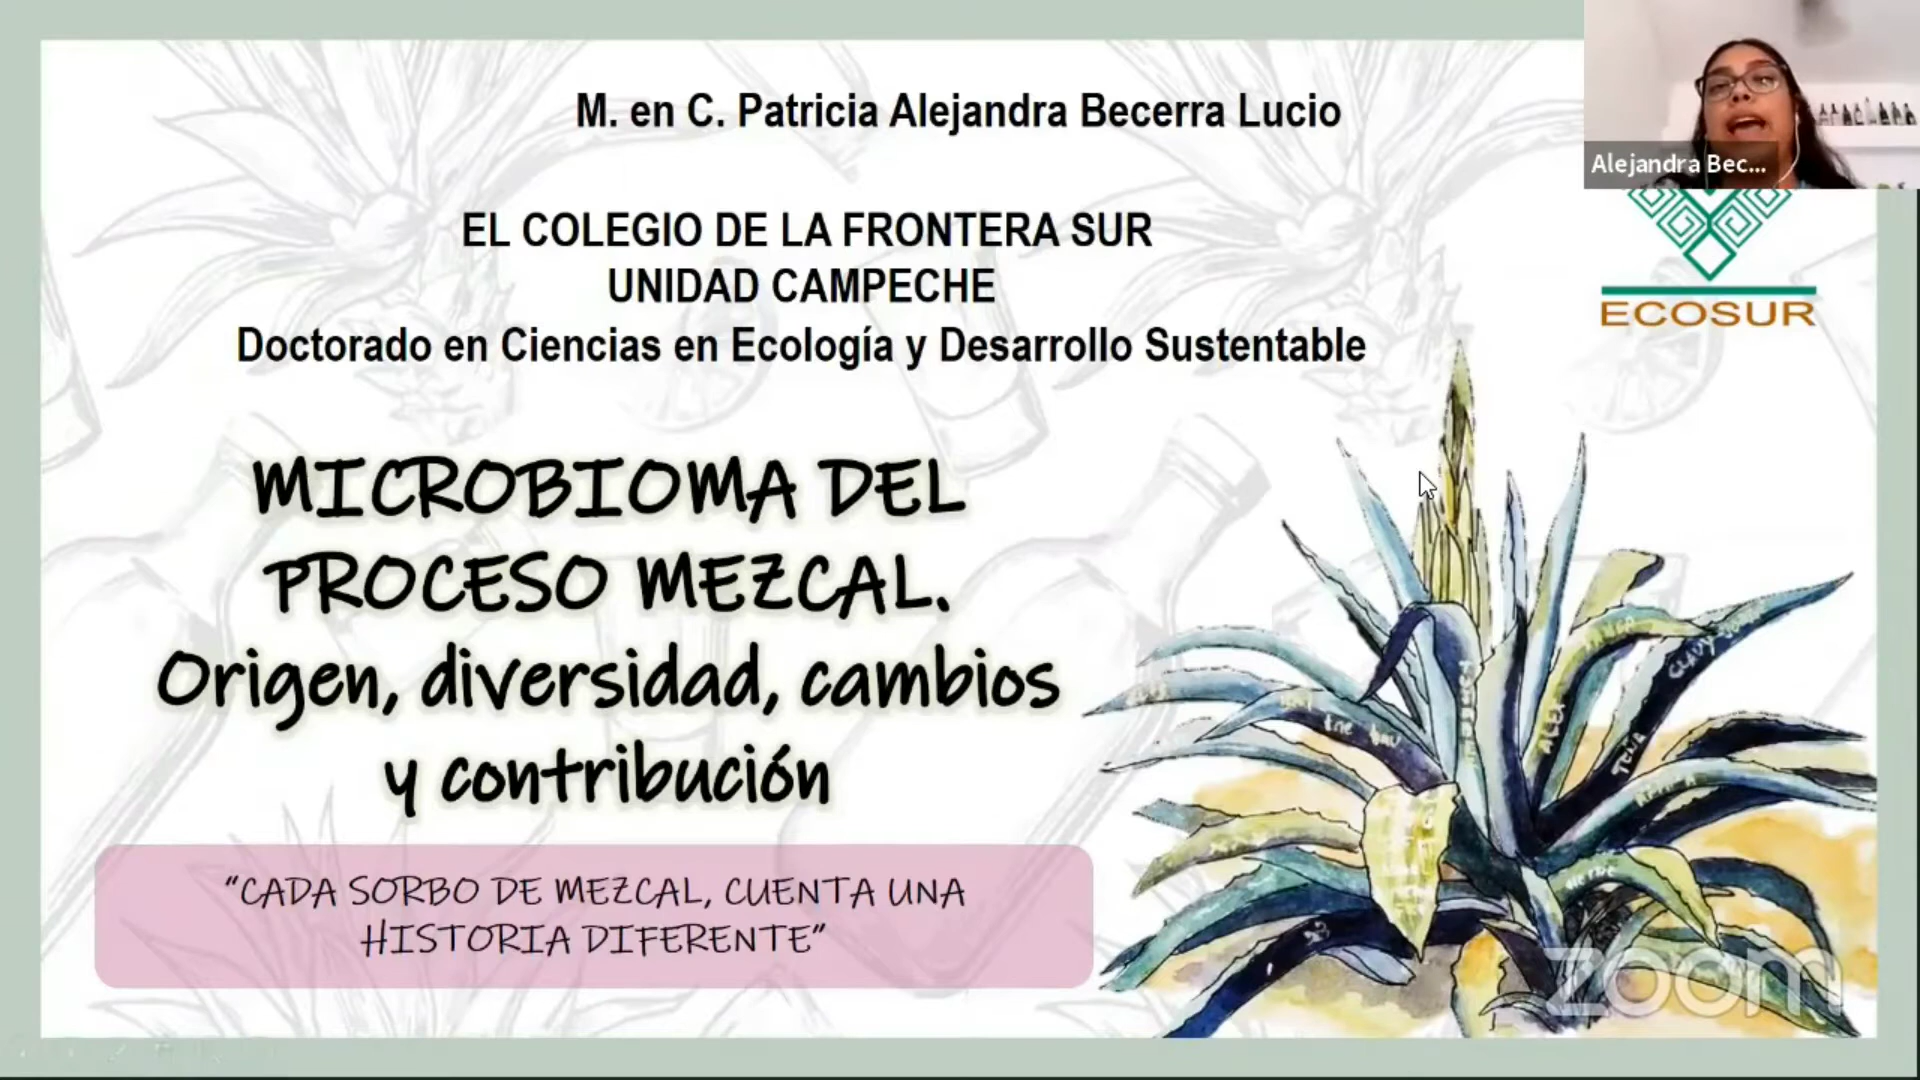 M. en C. Patricia Alejandra Becerra Lucio
Alejandra Bec...
EL COLEGIO DE LA FRONTERA SUR
UNIDAD CAMPECHE
ECOSUR
Doctorado en Ciencias en Ecología y Desarrollo Sustentable
MICROBIOMA DEL
PROCESO MEZCAL.
Origen, diversidad, cambios
y contribución
"CADA SORBO DE MEZCAL, CUENTA UNA
HISTORIA DIFERENTE"
ALEX
TEVA
zoom